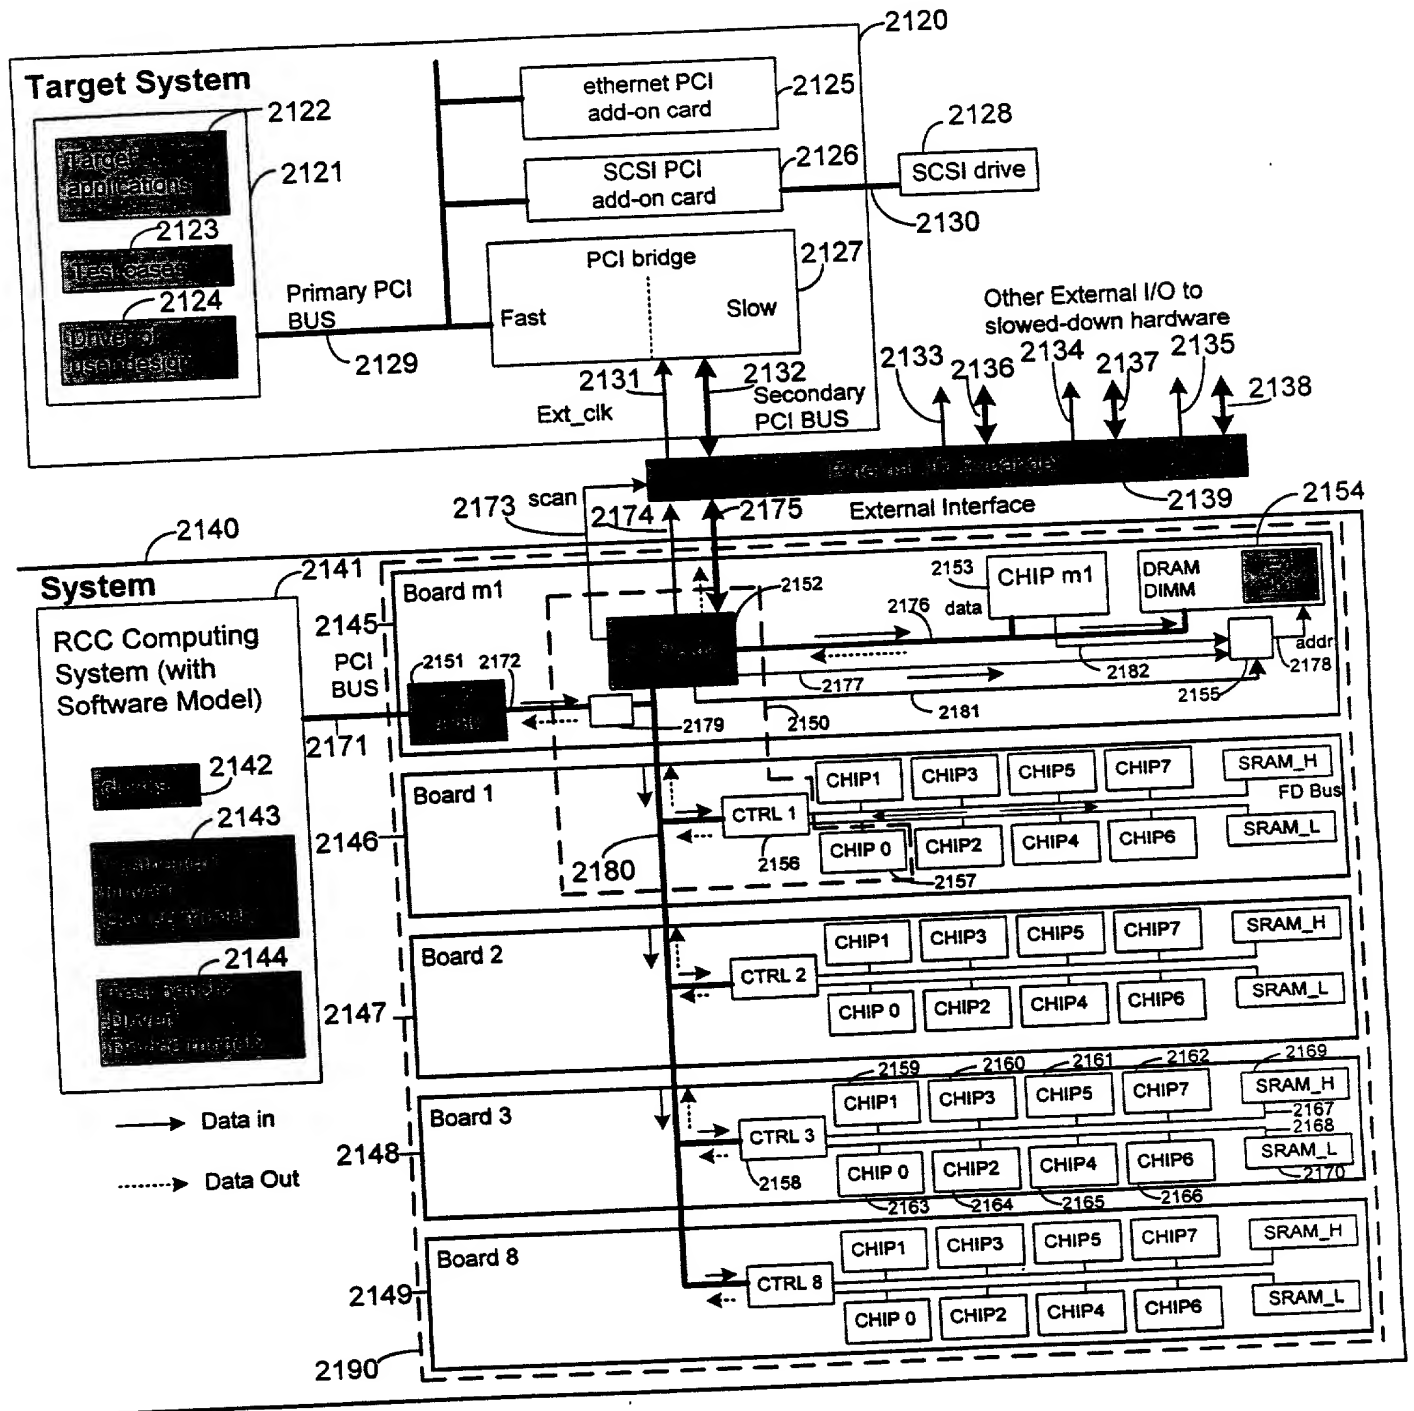 2120
Target System
2122
2121
Target
applications
2123
Test cases
2124
Driver of
user design
Primary PCI
BUS
2129
ethernet PCI
add-on card
2125
SCSI PCI
add-on card
2126
2128
SCSI drive
2130
PCI bridge
Fast
Slow
2127
2131
Ext_clk
2132
Secondary
PCI BUS
Other External I/O to
slowed-down hardware
2133
2136
2134
2137
2135
2138
2139
External Interface
2173
scan
2174
2175
2154
2140
System
2141
RCC Computing
System (with
Software Model)
2142
2143
2144
PCI
BUS
2171
Data in
Data Out
2145
Board m1
2151
2172
2152
2153
CHIP m1
data
2176
DRAM
DIMM
addr
2178
2182
2155
2177
2181
2150
2179
2146
Board 1
2180
CTRL 1
2156
CHIP1
CHIP3
CHIP5
CHIP7
SRAM_H
FD Bus
CHIP 0
CHIP2
CHIP4
CHIP6
SRAM_L
2157
2147
Board 2
CTRL 2
CHIP1
CHIP3
CHIP5
CHIP7
SRAM_H
CHIP 0
CHIP2
CHIP4
CHIP6
SRAM_L
2148
Board 3
2159
2160
2161
2162
2169
CTRL 3
2158
CHIP1
CHIP3
CHIP5
CHIP7
SRAM_H
2167
2168
CHIP 0
CHIP2
CHIP4
CHIP6
SRAM_L
2163
2164
2165
2166
2170
2149
Board 8
CTRL 8
CHIP1
CHIP3
CHIP5
CHIP7
SRAM_H
CHIP 0
CHIP2
CHIP4
CHIP6
SRAM_L
2190